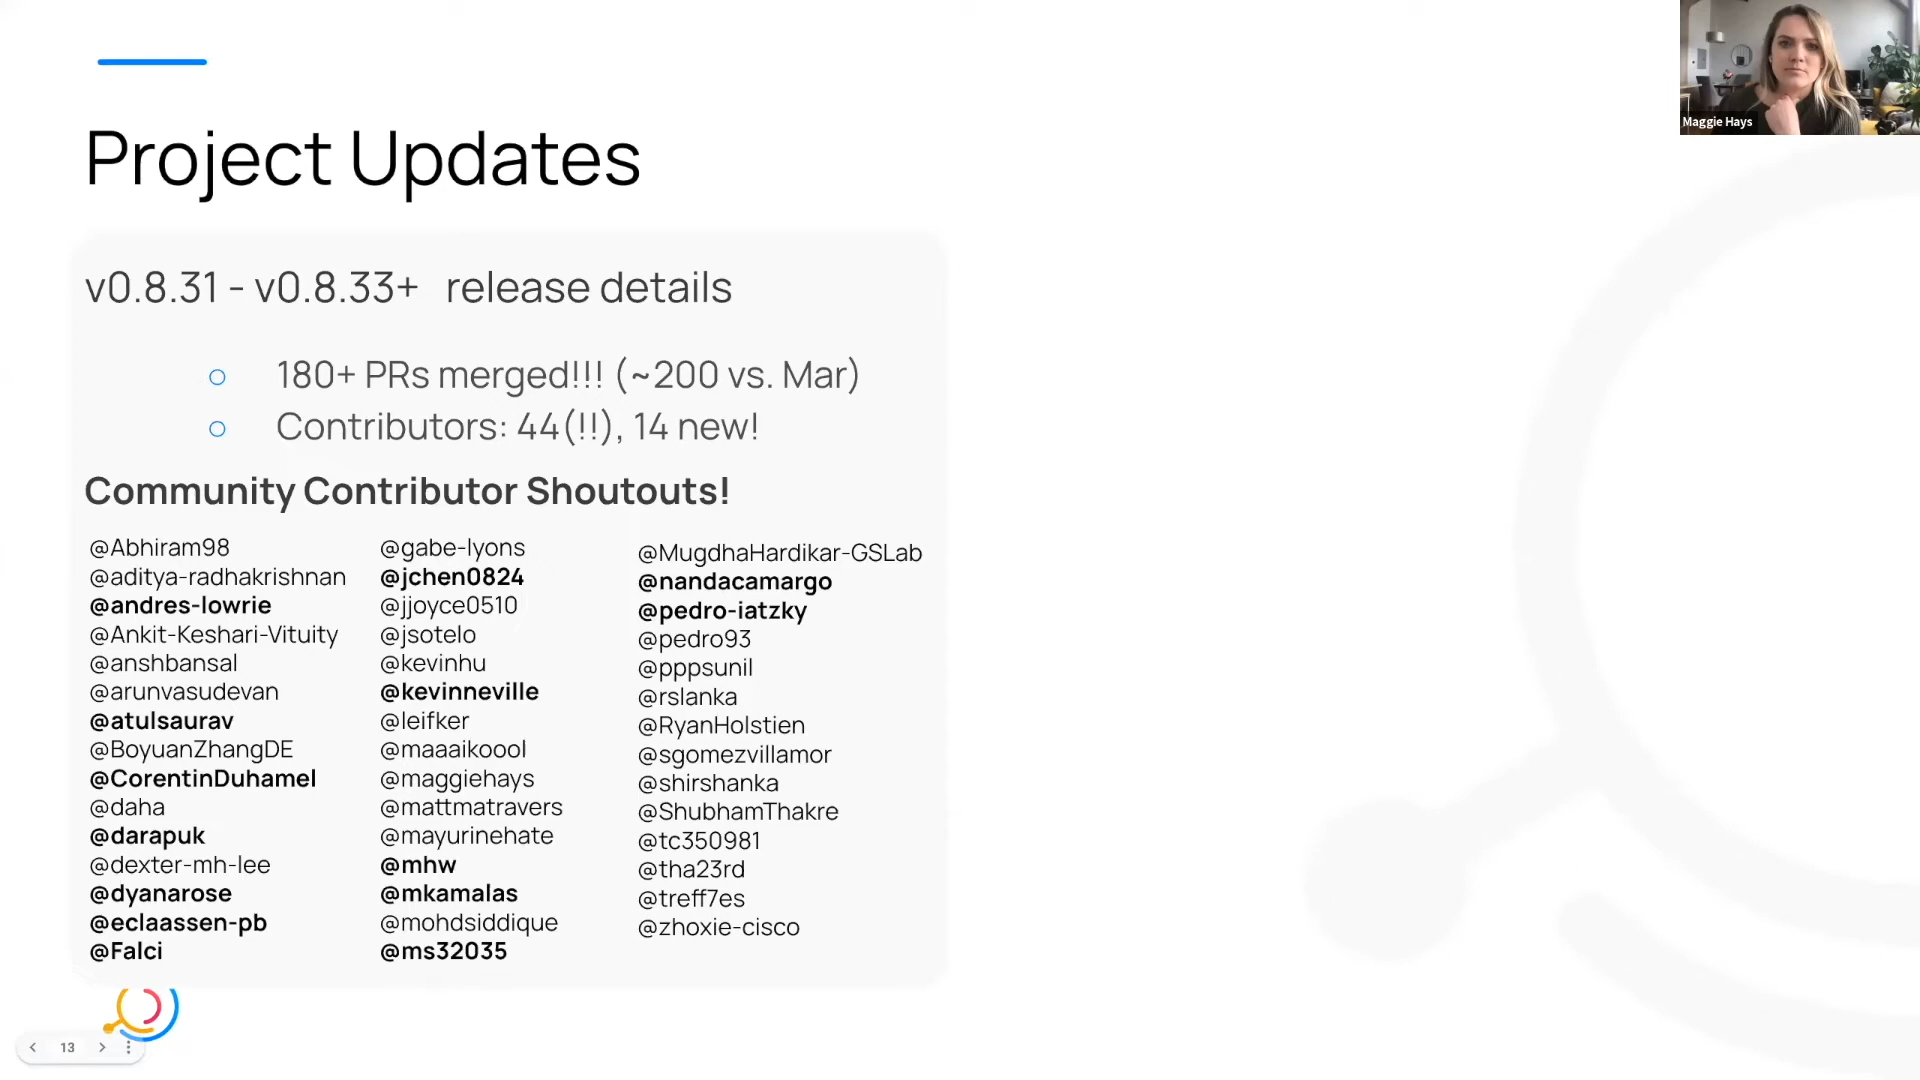 Maggie Hays
Project Updates
v0.8.31 - v0.8.33+ release details
180+ PRs merged!!! (~200 vs. Mar)
Contributors: 44(!!), 14 new!
Community Contributor Shoutouts!
@Abhiram98
@aditya-radhakrishnan
@andres-lowrie
@Ankit-Keshari-Vituity
@anshbansal
@arunvasudevan
@atulsaurav
@BoyuanZhangDE
@CorentinDuhamel
@daha
@darapuk
@dexter-mh-lee
@dyanarose
@eclaassen-pb
@Falci
@gabe-lyons
@jchen0824
@jjoyce0510
@jsotelo
@kevinhu
@kevinneville
@leifker
@maaaikoool
@maggiehays
@mattmatravers
@mayurinehate
@mhw
@mkamalas
@mohdsiddique
@ms32035
@MugdhaHardikar-GSLab
@nandacamargo
@pedro-iatzky
@pedro93
@pppsunil
@rslanka
@RyanHolstien
@sgomezvillamor
@shirshanka
@ShubhamThakre
@tc350981
@tha23rd
@treff7es
@zhoxie-cisco
13